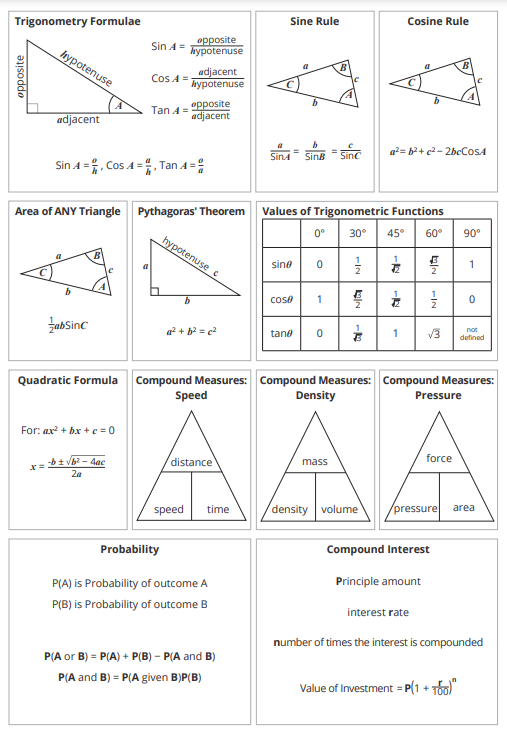 Trigonometry Formulae
opposite
hypotenuse
A
adjacent
Sin A = opposite/hypotenuse
Cos A = adjacent/hypotenuse
Tan A = opposite/adjacent
Sin A = o/h , Cos A = a/h , Tan A = o/a
Sine Rule
a
B
C
c
A
b
a/SinA = b/SinB = c/SinC
Cosine Rule
a
B
C
c
A
b
a² = b² + c² – 2bcCosA
Area of ANY Triangle
a
B
C
c
A
b
1/2abSinC
Pythagoras' Theorem
hypotenuse
a
c
b
a² + b² = c²
Values of Trigonometric Functions
0° 30° 45° 60° 90°
sinθ 0 1/2 1/√2 √3/2 1
cosθ 1 √3/2 1/√2 1/2 0
tanθ 0 1/√3 1 √3 not defined
Quadratic Formula
For: ax² + bx + c = 0
x = -b ± √b² – 4ac/2a
Compound Measures:
Speed
distance
speed time
Compound Measures:
Density
mass
density volume
Compound Measures:
Pressure
force
pressure area
Probability
P(A) is Probability of outcome A
P(B) is Probability of outcome B
P(A or B) = P(A) + P(B) – P(A and B)
P(A and B) = P(A given B)P(B)
Compound Interest
Principle amount
interest rate
number of times the interest is compounded
Value of Investment = P(1 + r/100)ⁿ